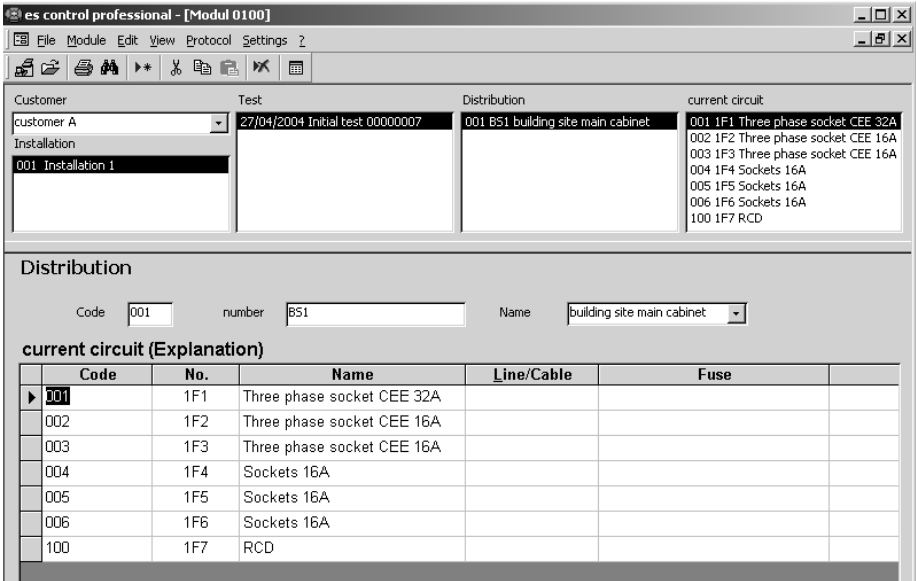 es control professional - [Modul 0100]
File Module Edit View Protocol Settings ?
Customer Test Distribution current circuit
customer A 27/04/2004 Initial test 00000007 001 BS1 building site main cabinet 001 1F1 Three phase socket CEE 32A
002 1F2 Three phase socket CEE 16A
Installation
003 1F3 Three phase socket CEE 16A
001 Installation 1
004 1F4 Sockets 16A
005 1F5 Sockets 16A
006 1F6 Sockets 16A
100 1F7 RCD
Distribution
Code 001 number BS1 Name building site main cabinet
current circuit (Explanation)
Code No. Name Line/Cable Fuse
001 1F1 Three phase socket CEE 32A
002 1F2 Three phase socket CEE 16A
003 1F3 Three phase socket CEE 16A
004 1F4 Sockets 16A
005 1F5 Sockets 16A
006 1F6 Sockets 16A
100 1F7 RCD